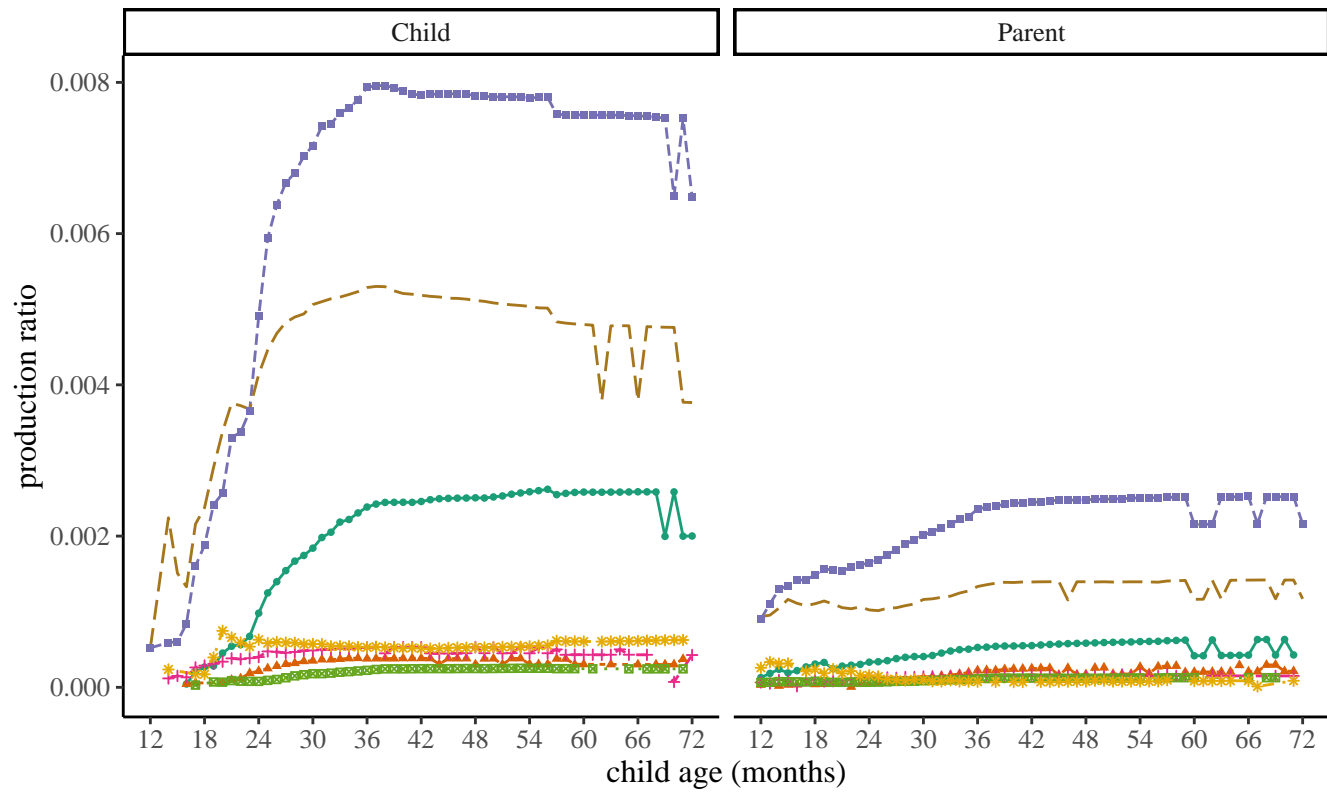 Child Parent
0.008
0.006
0.004
0.002
0.000
production ratio
12 18 24 30 36 42 48 54 60 66 72 12 18 24 30 36 42 48 54 60 66 72
child age (months)